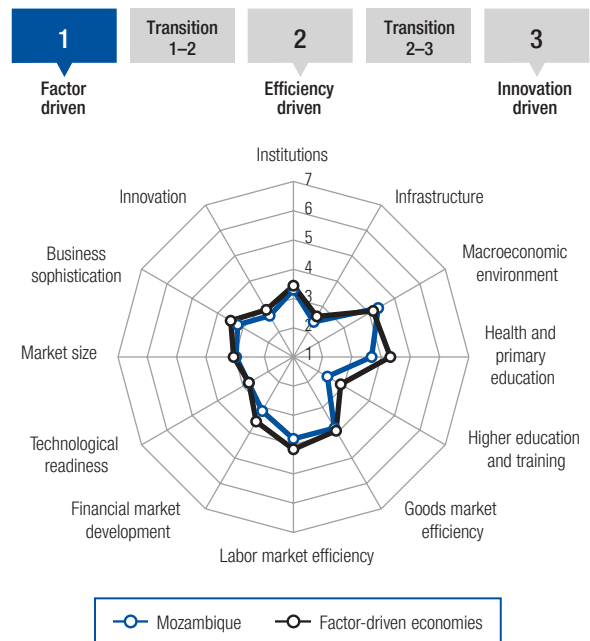 1
Transition
1–2
2
Transition
2–3
3
Factor
driven
Efficiency
driven
Innovation
driven
Institutions
Infrastructure
Macroeconomic
environment
Health and
primary
education
Higher education
and training
Goods market
efficiency
Labor market efficiency
Financial market
development
Technological
readiness
Market size
Business
sophistication
Innovation
7
6
5
4
3
2
1
Mozambique
Factor-driven economies